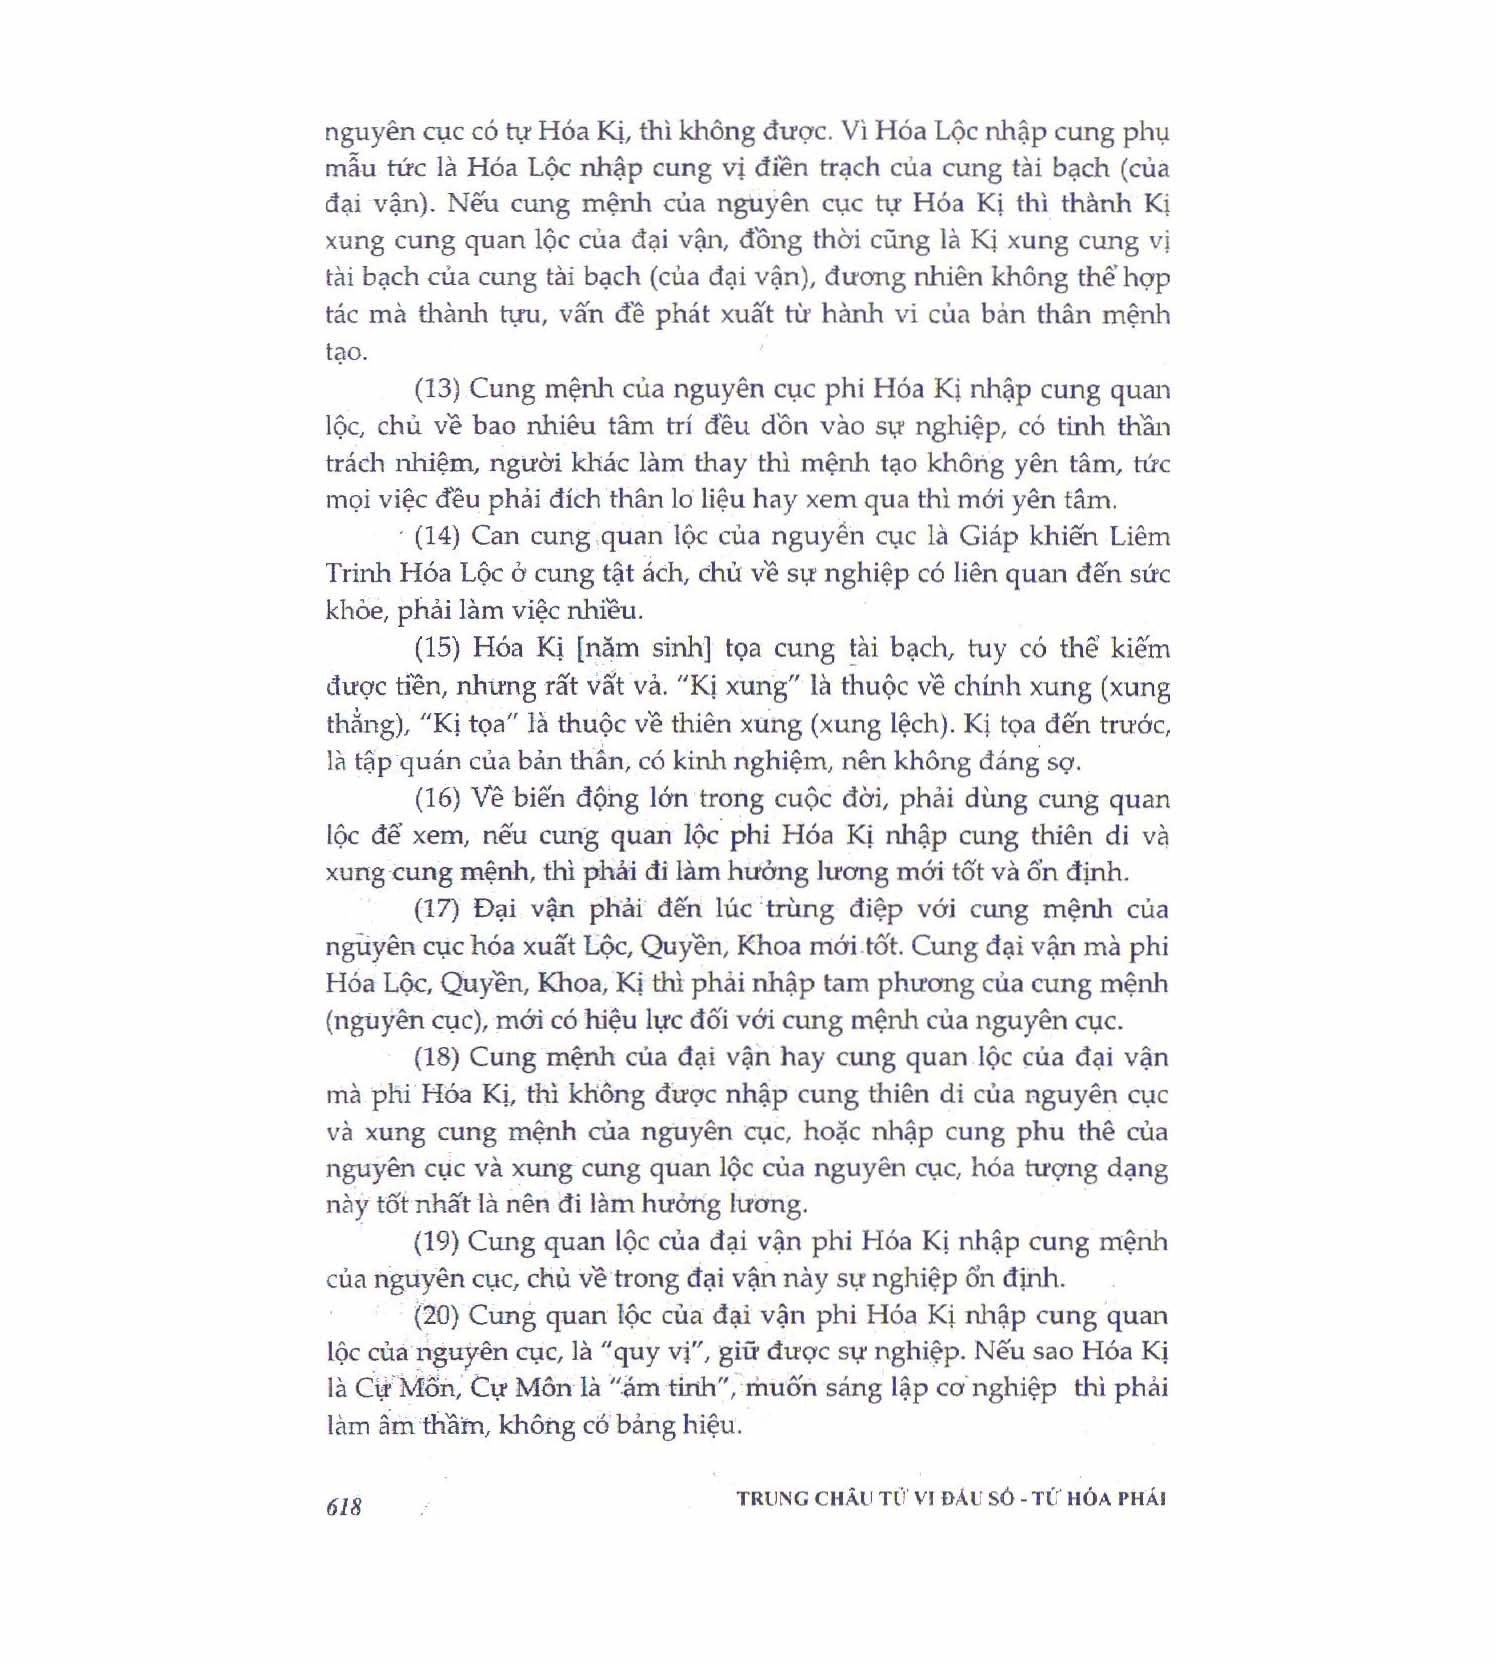 nguyên cục có tự Hóa Kị, thì không được. Vì Hóa Lộc nhập cung phụ
mẫu tức là Hóa Lộc nhập cung vị điền trạch của cung tài bạch (của
đại vận). Nếu cung mệnh của nguyên cục tự Hóa Kị thì thành Kị
xung cung quan lộc của đại vận, đồng thời cũng là Kị xung cung vị
tài bạch của cung tài bạch (của đại vận), đương nhiên không thể hợp
tác mà thành tựu, vấn đề phát xuất từ hành vi của bản thân mệnh
tạo.
(13) Cung mệnh của nguyên cục phi Hóa Kị nhập cung quan
lộc, chủ về bao nhiêu tâm trí đều dồn vào sự nghiệp, có tinh thần
trách nhiệm, người khác làm thay thì mệnh tạo không yên tâm, tức
mọi việc đều phải đích thân lo liệu hay xem qua thì mới yên tâm.
(14) Can cung quan lộc của nguyên cục là Giáp khiến Liêm
Trinh Hóa Lộc ở cung tật ách, chủ về sự nghiệp có liên quan đến sức
khỏe, phải làm việc nhiều.
(15) Hóa Kị [năm sinh] tọa cung tài bạch, tuy có thể kiếm
được tiền, nhưng rất vất vả. "Kị xung" là thuộc về chính xung (xung
thẳng), "Kị tọa" là thuộc về thiên xung (xung lệch). Kị tọa đến trước,
là tập quán của bản thân, có kinh nghiệm, nên không đáng sợ.
(16) Về biến động lớn trong cuộc đời, phải dùng cung quan
lộc để xem, nếu cung quan lộc phi Hóa Kị nhập cung thiên di và
xung cung mệnh, thì phải đi làm hưởng lương mới tốt và ổn định.
(17) Đại vận phải đến lúc trùng điệp với cung mệnh của
nguyên cục hóa xuất Lộc, Quyền, Khoa mới tốt. Cung đại vận mà phi
Hóa Lộc, Quyền, Khoa, Kị thì phải nhập tam phương của cung mệnh
(nguyên cục), mới có hiệu lực đối với cung mệnh của nguyên cục.
(18) Cung mệnh của đại vận hay cung quan lộc của đại vận
mà phi Hóa Kị, thì không được nhập cung thiên di của nguyên cục
và xung cung mệnh của nguyên cục, hoặc nhập cung phu thê của
nguyên cục và xung cung quan lộc của nguyên cục, hóa tượng dạng
này tốt nhất là nên đi làm hưởng lương.
(19) Cung quan lộc của đại vận phi Hóa Kị nhập cung mệnh
của nguyên cục, chủ về trong đại vận này sự nghiệp ổn định.
(20) Cung quan lộc của đại vận phi Hóa Kị nhập cung quan
lộc của nguyên cục, là "quy vị", giữ được sự nghiệp. Nếu sao Hóa Kị
là Cự Môn, Cự Môn là "ám tinh", muốn sáng lập cơ nghiệp thì phải
làm âm thầm, không có bảng hiệu.
618
TRUNG CHÂU TỬ VI ĐẨU SỐ - TỨ HÓA PHÁI